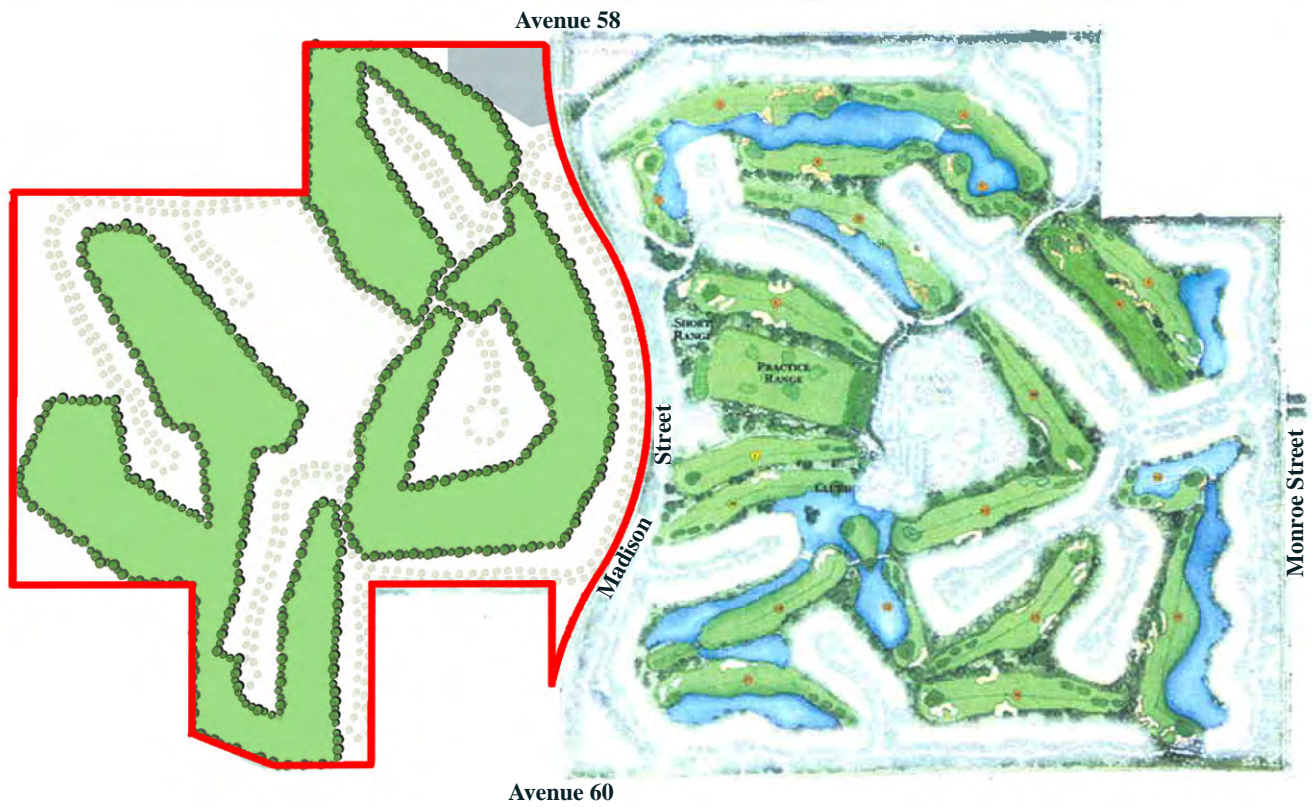 Avenue 58
SHORT
RANGE
PRACTICE
RANGE
Street
Madison
Monroe Street
Avenue 60